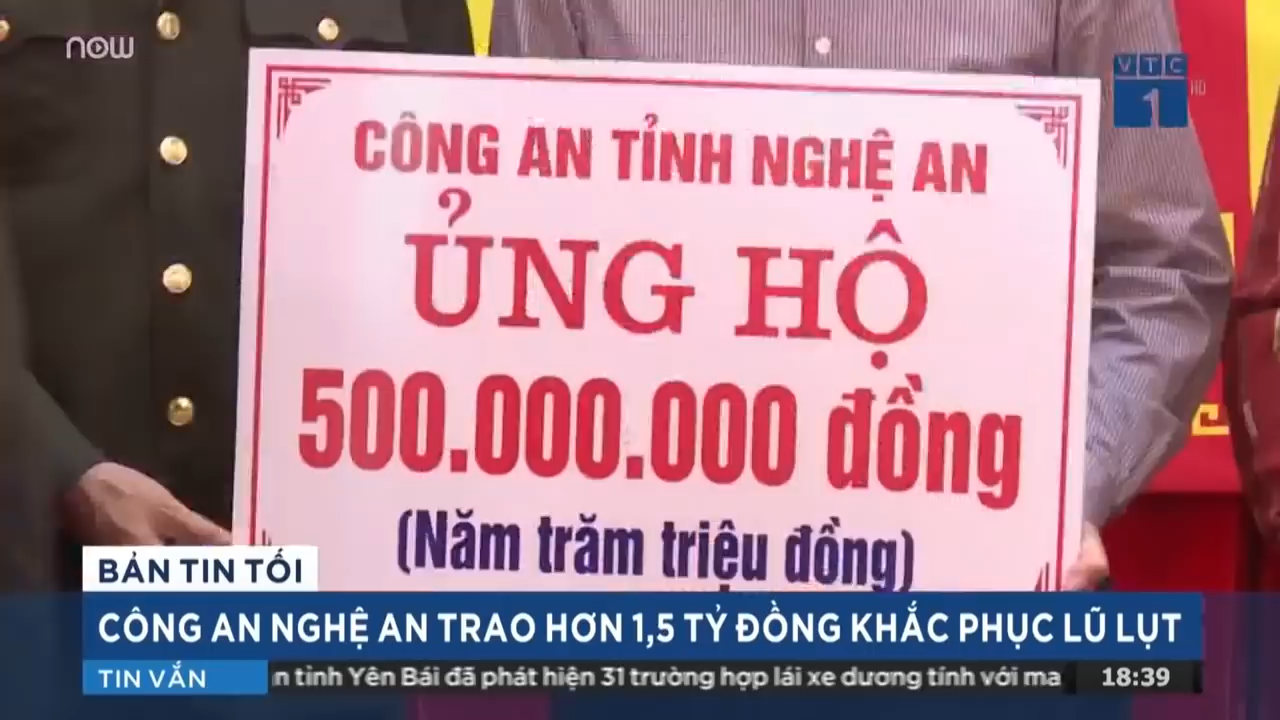 now
VTC
1
HD
CÔNG AN TỈNH NGHỆ AN
ỦNG HỘ
500.000.000 đồng
(Năm trăm triệu đồng)
BẢN TIN TỐI
CÔNG AN NGHỆ AN TRAO HƠN 1,5 TỶ ĐỒNG KHẮC PHỤC LŨ LỤT
TIN VẮN
tỉnh Yên Bái đã phát hiện 31 trường hợp lái xe dương tính với ma
18:39